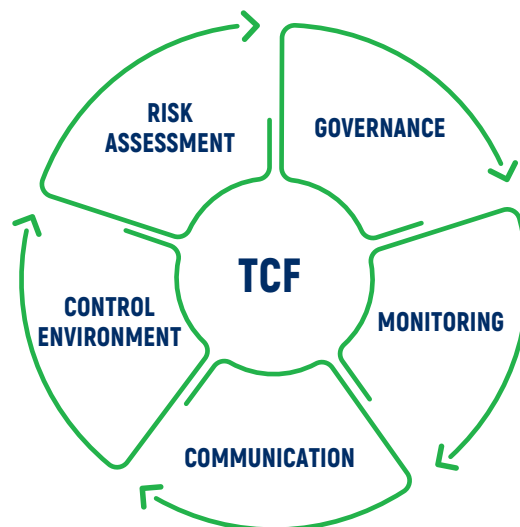 RISK
ASSESSMENT
GOVERNANCE
TCF
CONTROL
ENVIRONMENT
MONITORING
COMMUNICATION